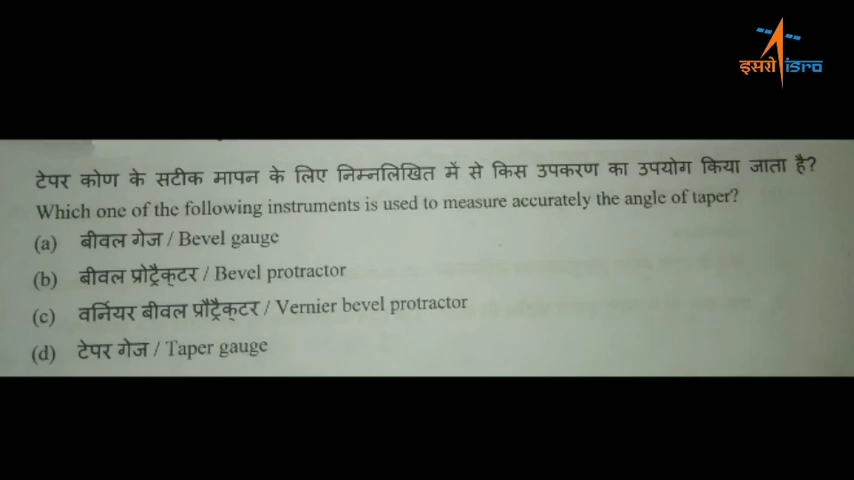 इसरो isro
टेपर कोण के सटीक मापन के लिए निम्नलिखित में से किस उपकरण का उपयोग किया जाता है?
Which one of the following instruments is used to measure accurately the angle of taper?
(a) बीवल गेज / Bevel gauge
(b) बीवल प्रोट्रैक्टर / Bevel protractor
(c) वर्नियर बीवल प्रौट्रैक्टर / Vernier bevel protractor
(d) टेपर गेज / Taper gauge